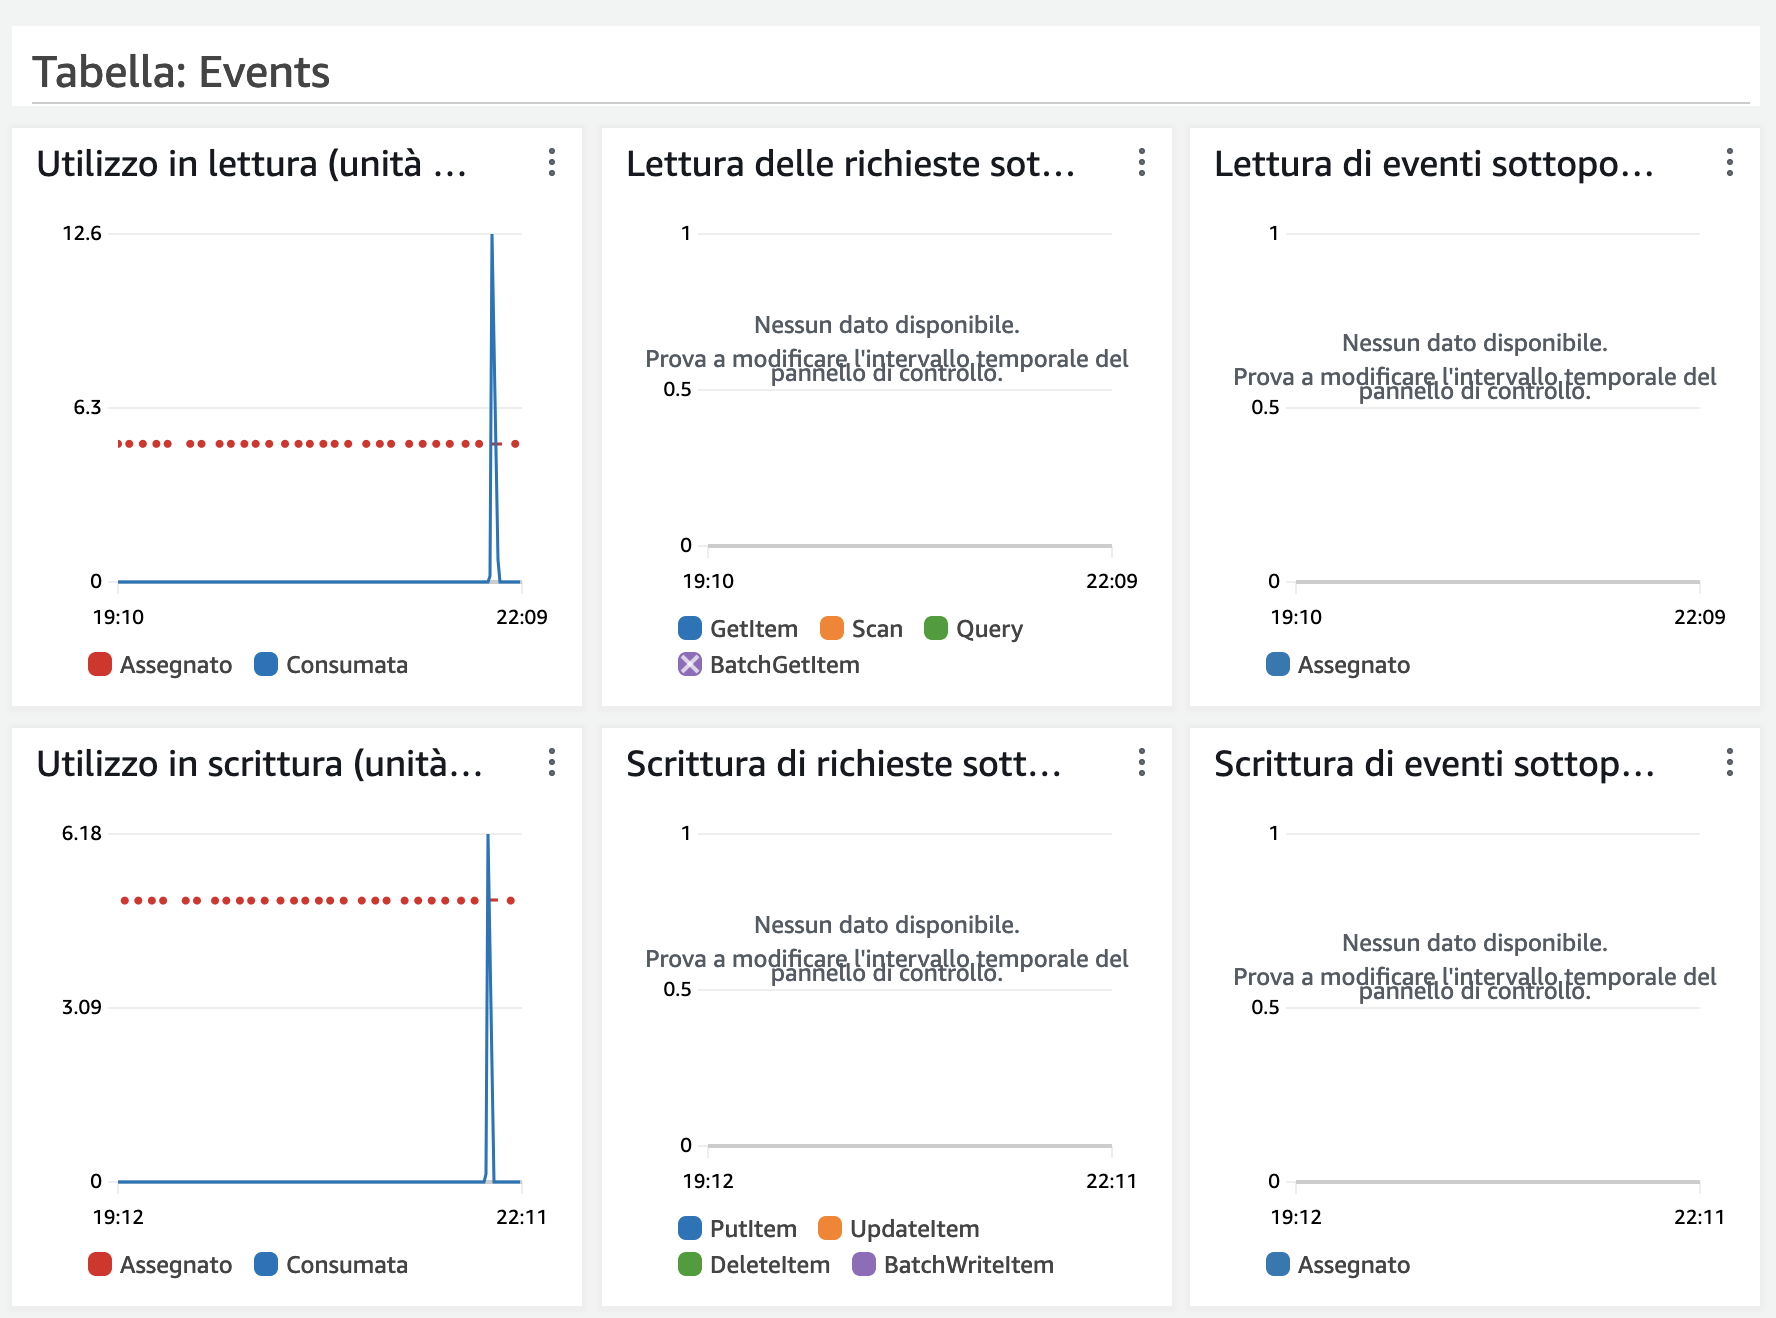 Tabella: Events
Utilizzo in lettura (unità ...
12.6
6.3
0
19:10 22:09
Assegnato Consumata
Lettura delle richieste sot...
1
Nessun dato disponibile.
Prova a modificare l'intervallo temporale del
pannello di controllo.
0.5
0
19:10 22:09
GetItem Scan Query
BatchGetItem
Lettura di eventi sottopo...
1
Nessun dato disponibile.
Prova a modificare l'intervallo temporale del
pannello di controllo.
0.5
0
19:10 22:09
Assegnato
Utilizzo in scrittura (unità...
6.18
3.09
0
19:12 22:11
Assegnato Consumata
Scrittura di richieste sott...
1
Nessun dato disponibile.
Prova a modificare l'intervallo temporale del
pannello di controllo.
0.5
0
19:12 22:11
PutItem UpdateItem
DeleteItem BatchWriteItem
Scrittura di eventi sottop...
1
Nessun dato disponibile.
Prova a modificare l'intervallo temporale del
pannello di controllo.
0.5
0
19:12 22:11
Assegnato